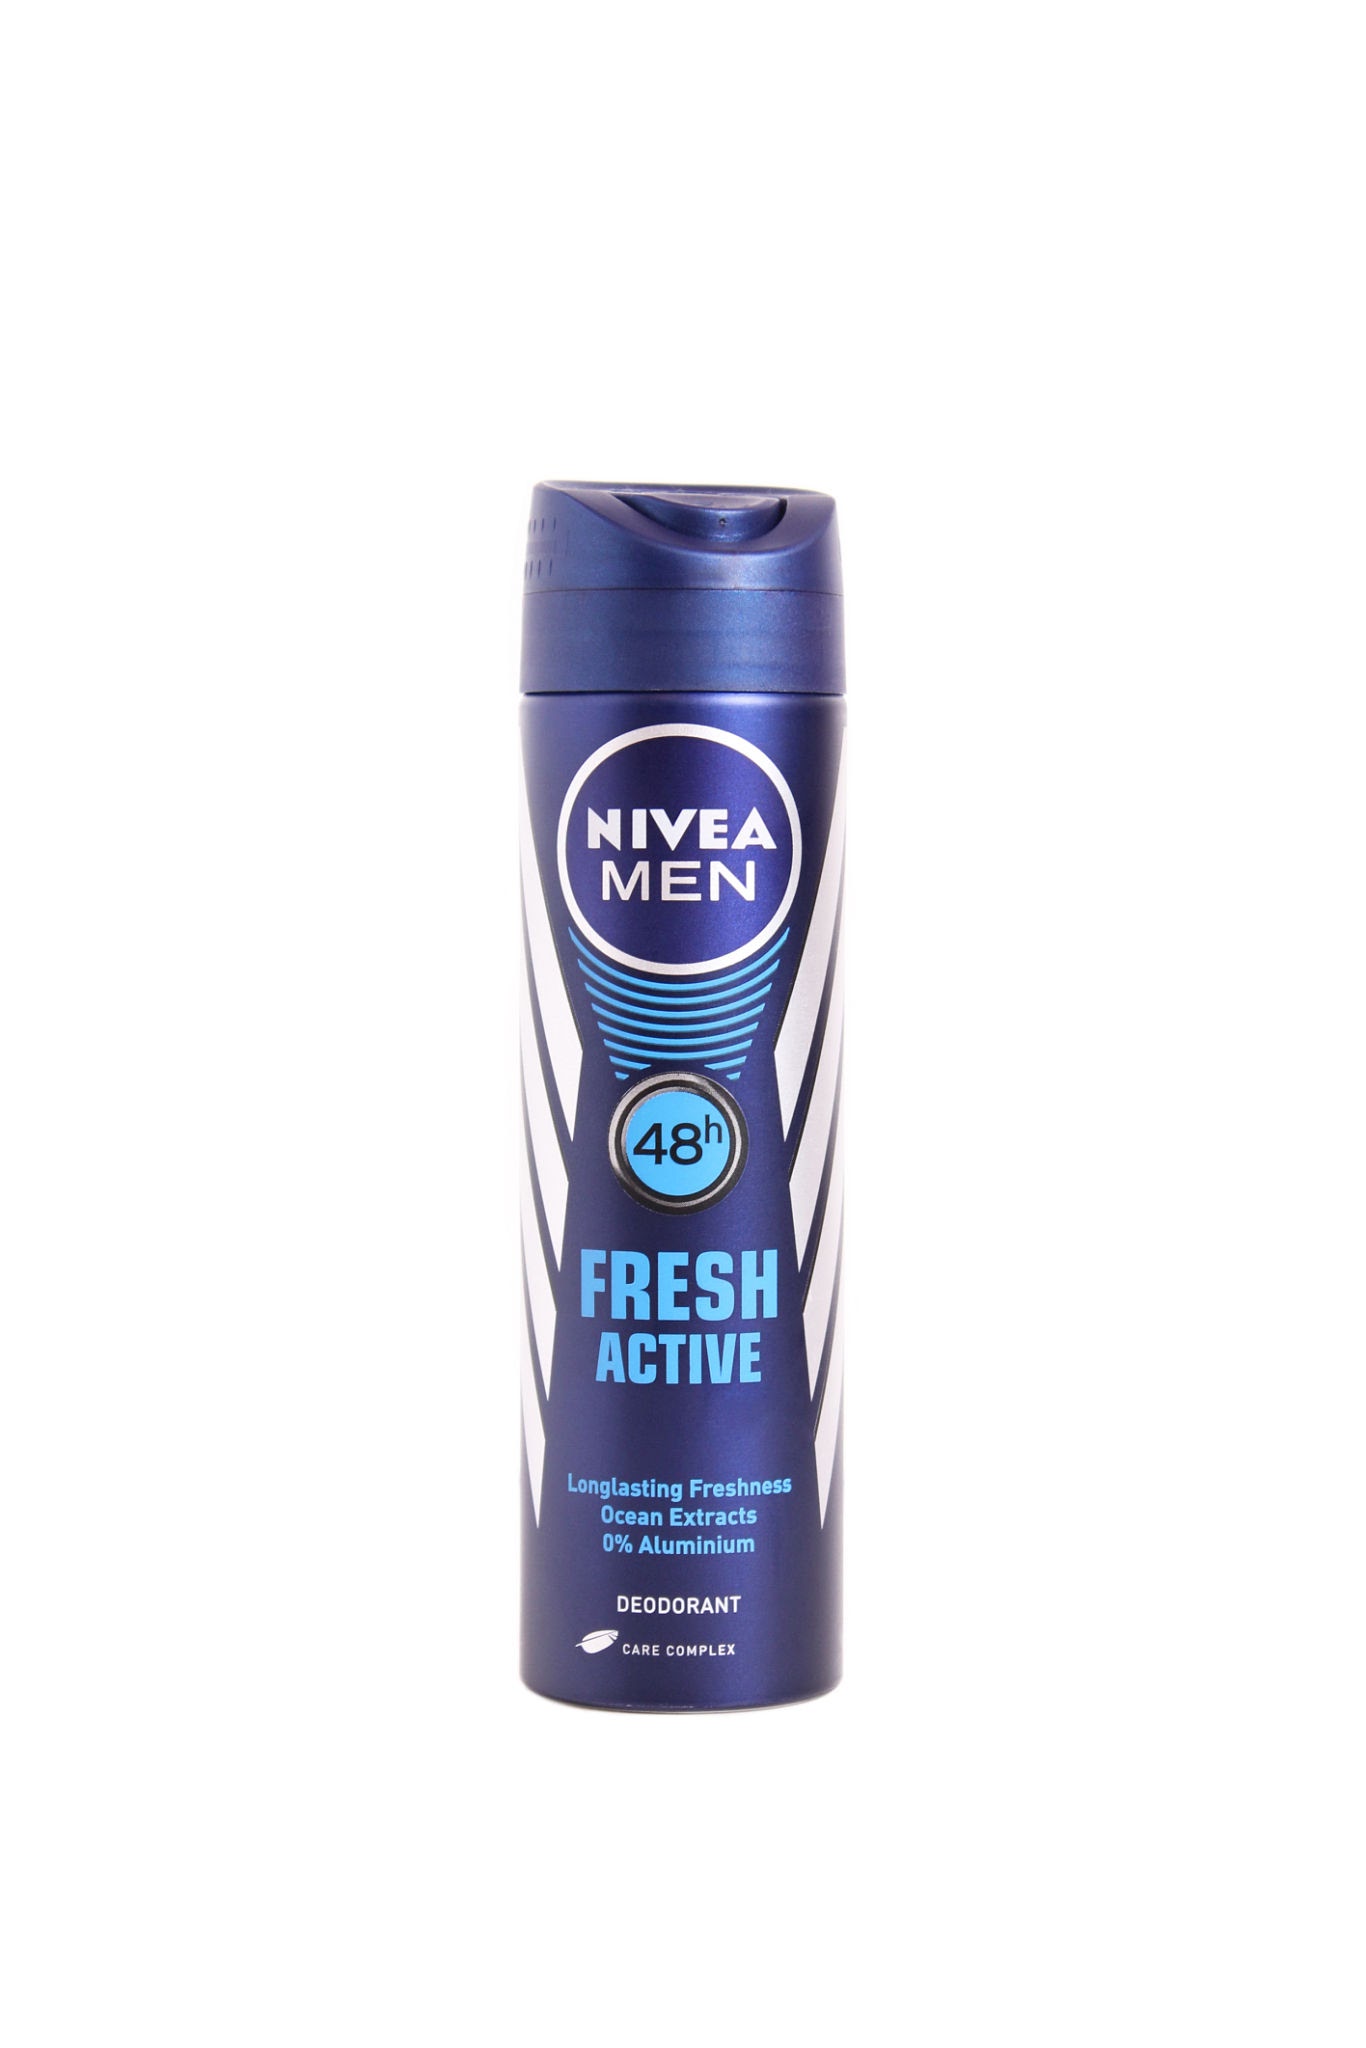 NIVEA
MEN
48h
FRESH
ACTIVE
Longlasting Freshness
Ocean Extracts
0% Aluminium
DEODORANT
CARE COMPLEX